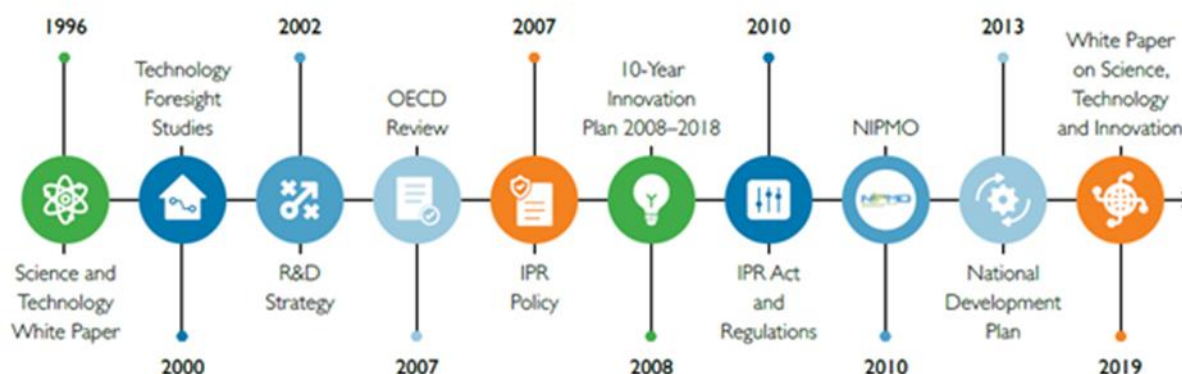 1996
Science and
Technology
White Paper
Technology
Foresight
Studies
2000
2002
R&D
Strategy
OECD
Review
2007
2007
IPR
Policy
10-Year
Innovation
Plan 2008–2018
2008
2010
IPR Act
and
Regulations
NIPMO
NIPMO
2010
2013
National
Development
Plan
White Paper
on Science,
Technology
and Innovation
2019